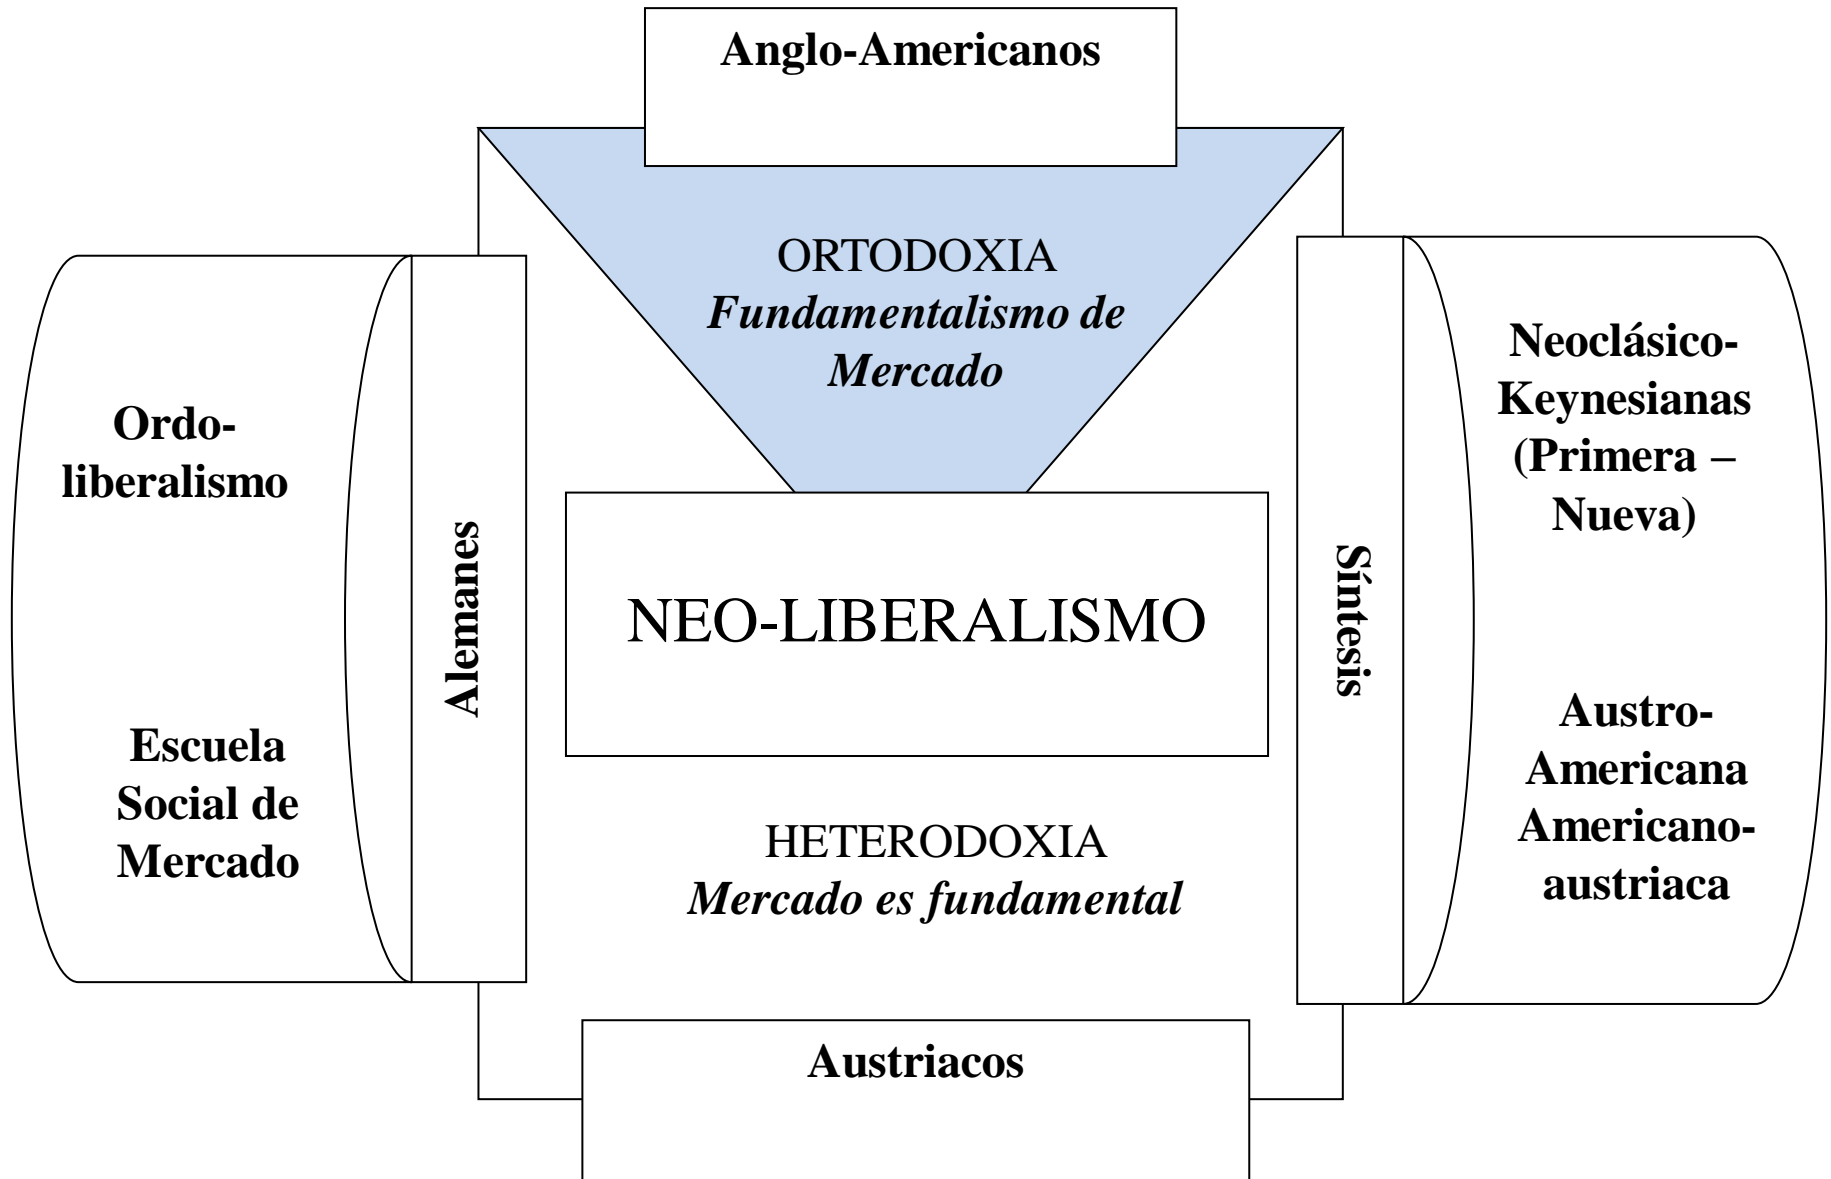 Anglo-Americanos
ORTODOXIA
Fundamentalismo de
Mercado
Ordo-
liberalismo
Escuela
Social de
Mercado
Alemanes
NEO-LIBERALISMO
HETERODOXIA
Mercado es fundamental
Síntesis
Neoclásico-
Keynesianas
(Primera –
Nueva)
Austro-
Americana
Americano-
austriaca
Austriacos